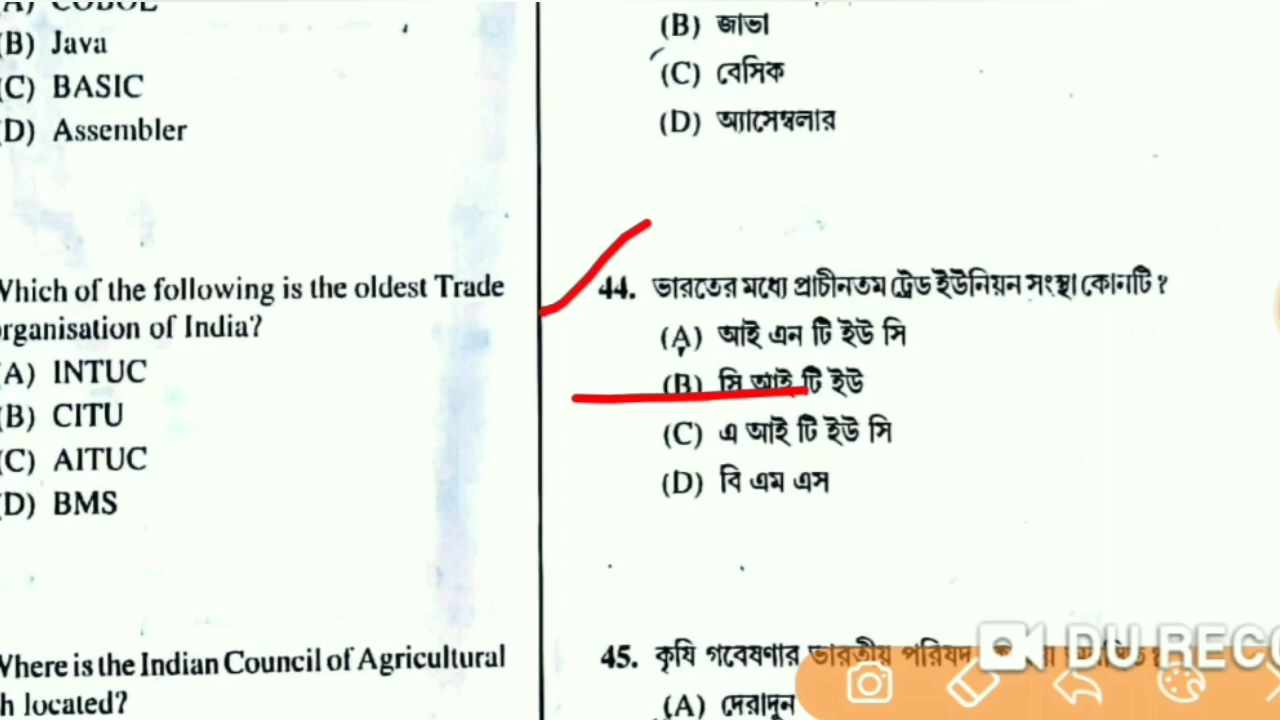 (B) Java
(C) BASIC
(D) Assembler
Which of the following is the oldest Trade
organisation of India?
(A) INTUC
(B) CITU
(C) AITUC
(D) BMS
Where is the Indian Council of Agricultural
located?
(B) জাভা
(C) বেসিক
(D) অ্যাসেম্বলার
44. ভারতের মধ্যে প্রাচীনতম ট্রেড ইউনিয়ন সংস্থা কোনটি ?
(A) আই এন টি ইউ সি
(B) সি আই টি ইউ
(C) এ আই টি ইউ সি
(D) বি এম এস
45. কৃষি গবেষণার ভারতীয় পরিষদ
(A) দেরাদুন
DU RECO